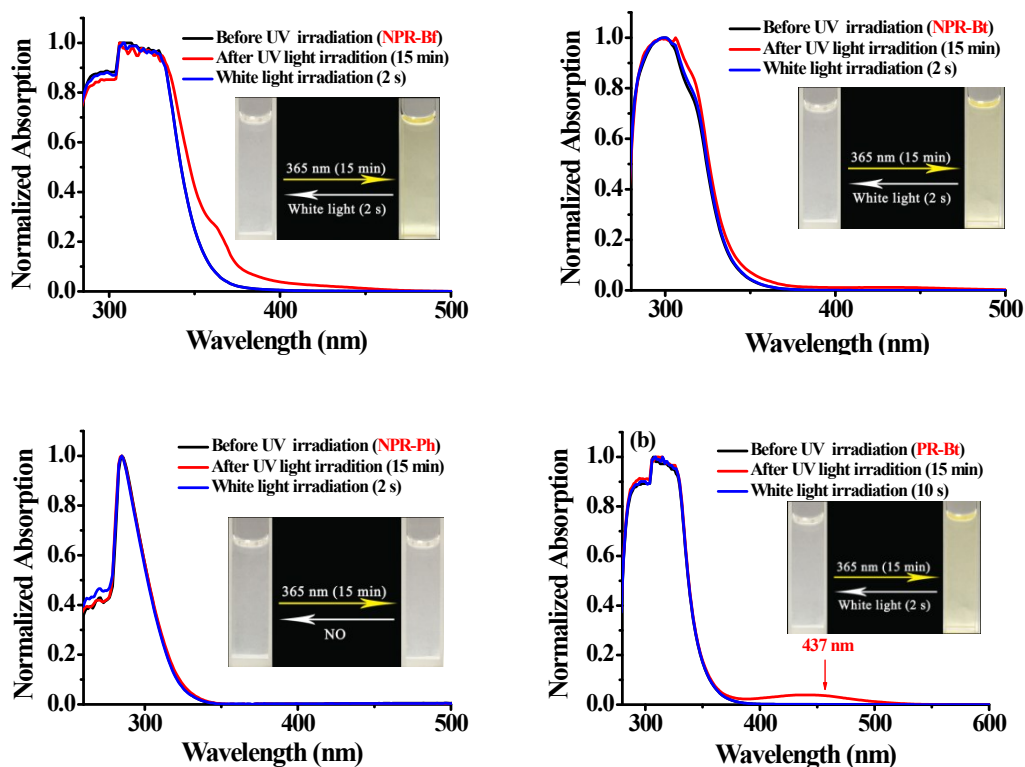 Before UV irradiation (NPR-Bf)
After UV light irradition (15 min)
White light irradiation (2 s)
365 nm (15 min)
White light (2 s)
Normalized Absorption
1.0
0.8
0.6
0.4
0.2
0.0
300
400
500
Wavelength (nm)
Before UV irradiation (NPR-Bt)
After UV light irradition (15 min)
White light irradiation (2 s)
365 nm (15 min)
White light (2 s)
Normalized Absorption
1.0
0.8
0.6
0.4
0.2
0.0
300
400
500
Wavelength (nm)
Before UV irradiation (NPR-Ph)
After UV light irradition (15 min)
White light irradiation (2 s)
365 nm (15 min)
NO
Normalized Absorption
1.0
0.8
0.6
0.4
0.2
0.0
300
400
500
Wavelength (nm)
(b)
Before UV irradiation (PR-Bt)
After UV light irradition (15 min)
White light irradiation (10 s)
365 nm (15 min)
White light (2 s)
437 nm
Normalized Absorption
1.0
0.8
0.6
0.4
0.2
0.0
300
400
500
600
Wavelength (nm)